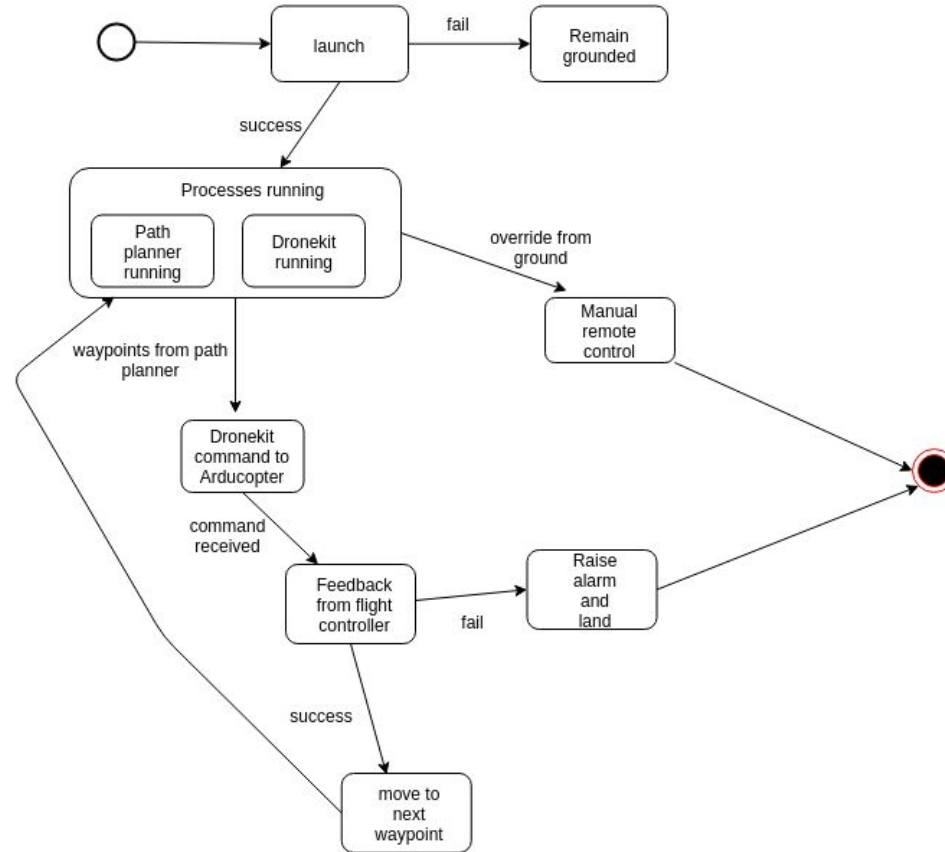 launch
fail
Remain
grounded
success
Processes running
Path
planner
running
Dronekit
running
override from
ground
Manual
remote
control
waypoints from path
planner
Dronekit
command to
Arducopter
command
received
Feedback
from flight
controller
fail
Raise
alarm
and
land
success
move to
next
waypoint